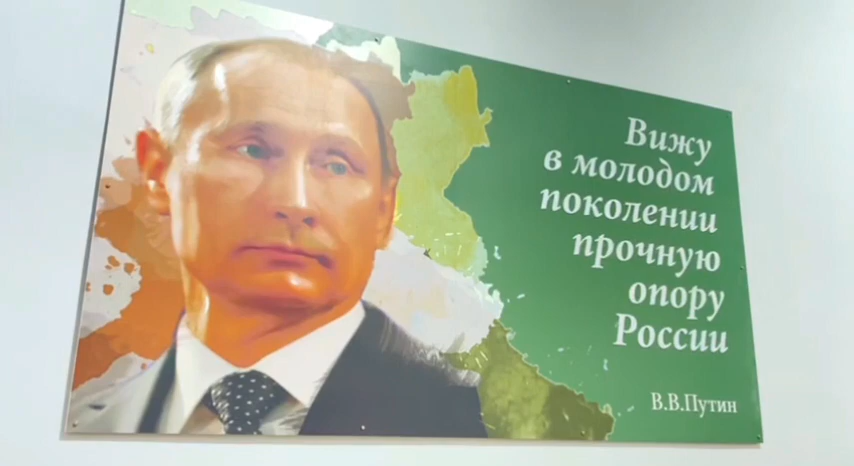 Вижу
в молодом
поколении
прочную
опору
России
В.В.Путин